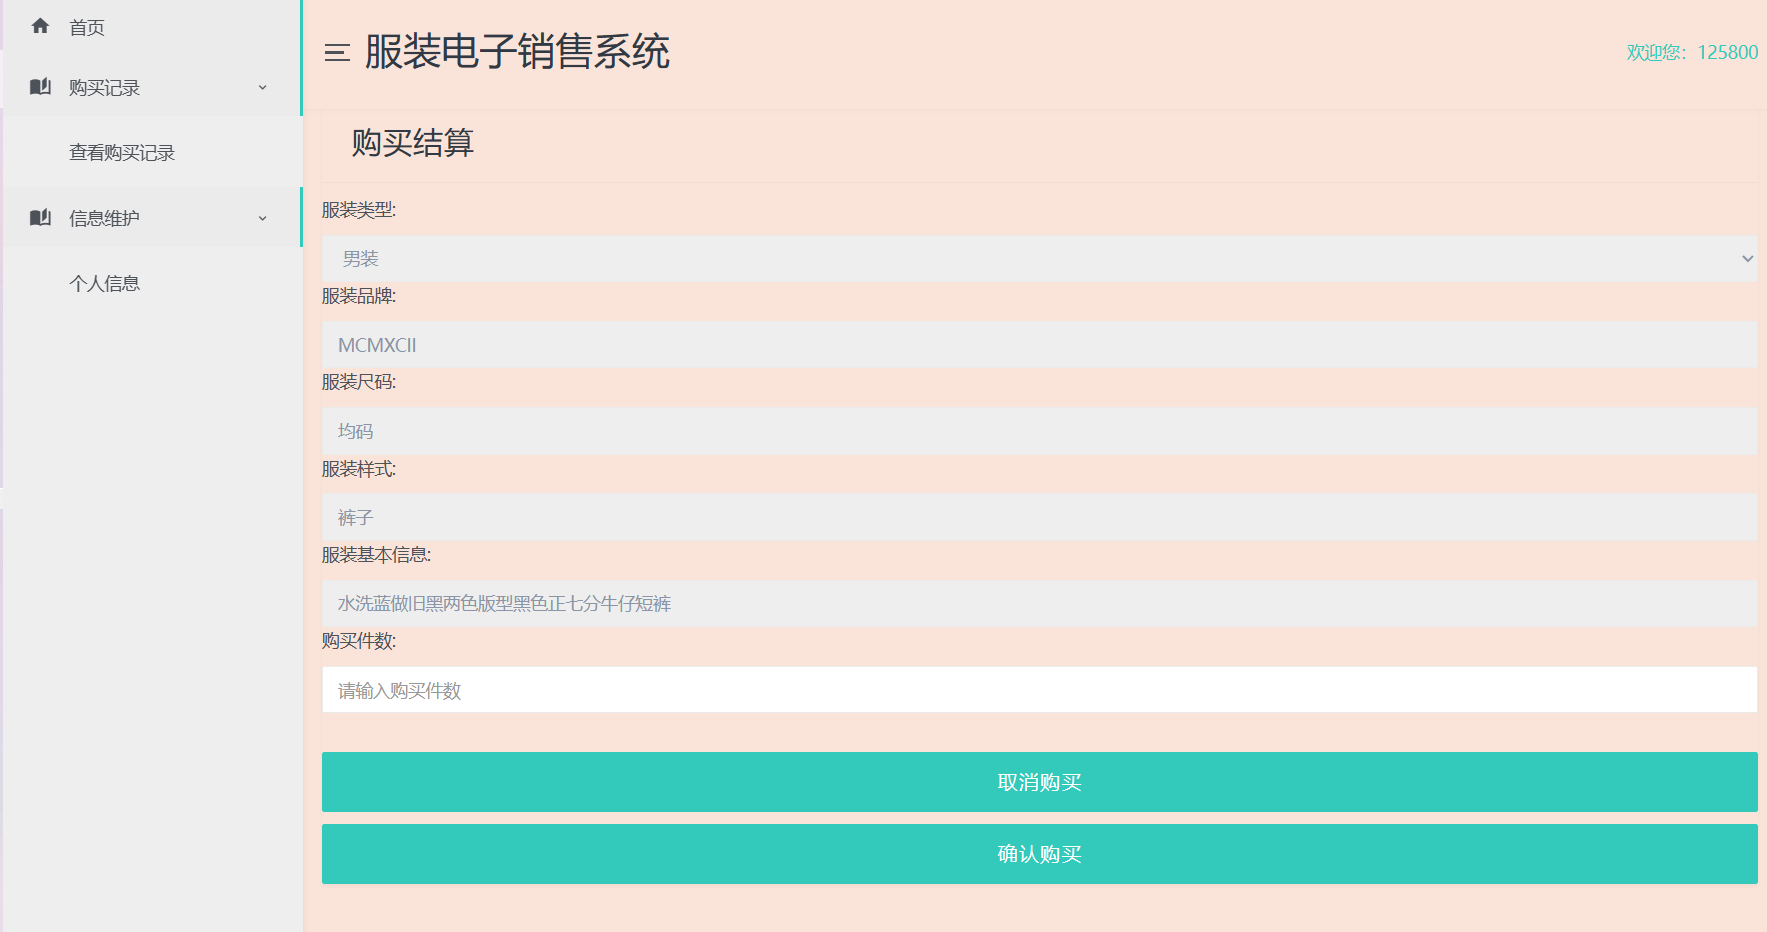 首页
购买记录
查看购买记录
信息维护
个人信息
服装电子销售系统
欢迎您：125800
购买结算
服装类型:
男装
服装品牌:
MCMXCII
服装尺码:
均码
服装样式:
裤子
服装基本信息:
水洗蓝做旧黑两色版型黑色正七分牛仔短裤
购买件数:
请输入购买件数
取消购买
确认购买